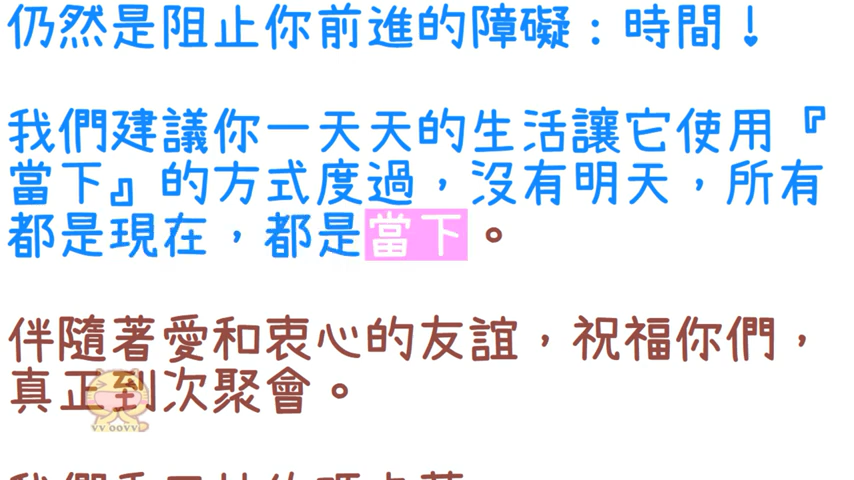 仍然是阻止你前進的障礙：時間！
我們建議你一天天的生活讓它使用『
當下』的方式度過，沒有明天，所有
都是現在，都是當下。
伴隨著愛和衷心的友誼，祝福你們，
真正到次聚會。
vv oovv